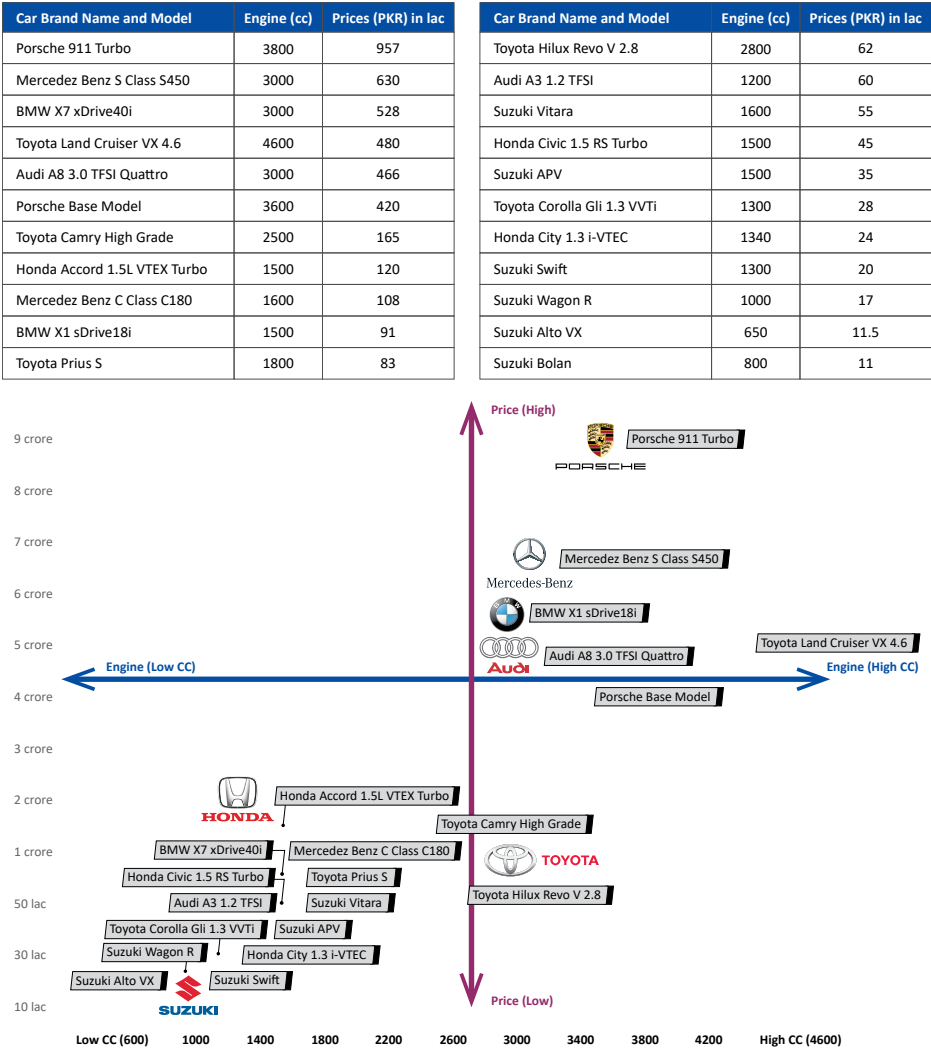 Car Brand Name and Model Engine (cc) Prices (PKR) in lac
Porsche 911 Turbo 3800 957
Mercedez Benz S Class S450 3000 630
BMW X7 xDrive40i 3000 528
Toyota Land Cruiser VX 4.6 4600 480
Audi A8 3.0 TFSI Quattro 3000 466
Porsche Base Model 3600 420
Toyota Camry High Grade 2500 165
Honda Accord 1.5L VTEX Turbo 1500 120
Mercedez Benz C Class C180 1600 108
BMW X1 sDrive18i 1500 91
Toyota Prius S 1800 83
Car Brand Name and Model Engine (cc) Prices (PKR) in lac
Toyota Hilux Revo V 2.8 2800 62
Audi A3 1.2 TFSI 1200 60
Suzuki Vitara 1600 55
Honda Civic 1.5 RS Turbo 1500 45
Suzuki APV 1500 35
Toyota Corolla Gli 1.3 VVTi 1300 28
Honda City 1.3 i-VTEC 1340 24
Suzuki Swift 1300 20
Suzuki Wagon R 1000 17
Suzuki Alto VX 650 11.5
Suzuki Bolan 800 11
Price (High)
9 crore
Porsche 911 Turbo
PORSCHE
8 crore
7 crore
Mercedez Benz S Class S450
Mercedes-Benz
6 crore
BMW
BMW X1 sDrive18i
5 crore
Toyota Land Cruiser VX 4.6
Audi A8 3.0 TFSI Quattro
Audi
Engine (Low CC)
Engine (High CC)
4 crore
Porsche Base Model
3 crore
2 crore
Honda Accord 1.5L VTEX Turbo
HONDA
Toyota Camry High Grade
1 crore
BMW X7 xDrive40i
Mercedez Benz C Class C180
TOYOTA
Honda Civic 1.5 RS Turbo
Toyota Prius S
Toyota Hilux Revo V 2.8
50 lac
Audi A3 1.2 TFSI
Suzuki Vitara
Toyota Corolla Gli 1.3 VVTi
Suzuki APV
30 lac
Suzuki Wagon R
Honda City 1.3 i-VTEC
Suzuki Alto VX
Suzuki Swift
SUZUKI
10 lac
Price (Low)
Low CC (600) 1000 1400 1800 2200 2600 3000 3400 3800 4200 High CC (4600)